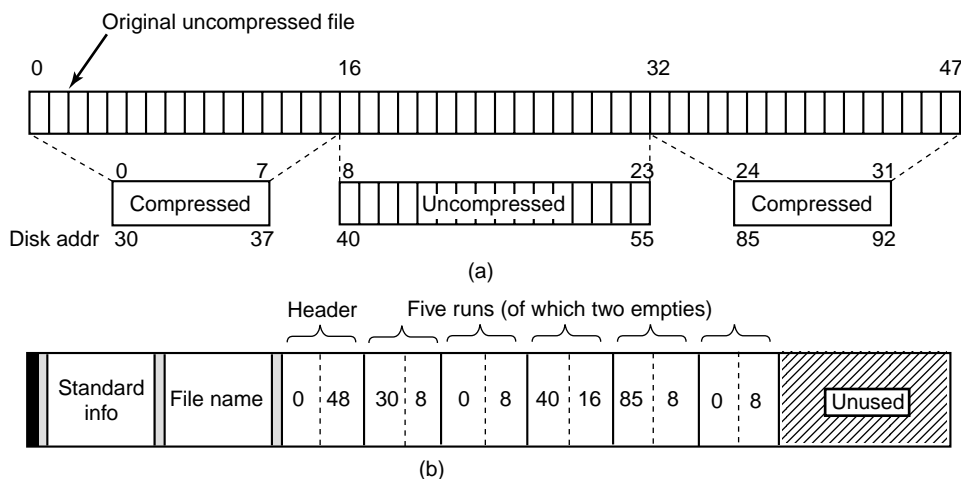 Original uncompressed file
0 16 32 47
0 7 8 23 24 31
Compressed Uncompressed Compressed
Disk addr 30 37 40 55 85 92
(a)
Header Five runs (of which two empties)
Standard info File name 0 48 30 8 0 8 40 16 85 8 0 8 Unused
(b)